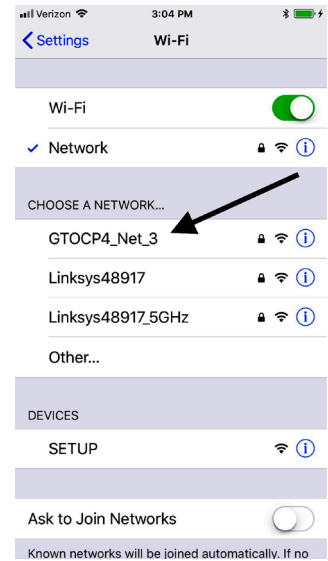 Verizon 3:04 PM
Settings Wi-Fi
Wi-Fi
Network
CHOOSE A NETWORK...
GTOCP4_Net_3
Linksys48917
Linksys48917_5GHz
Other...
DEVICES
SETUP
Ask to Join Networks
Known networks will be joined automatically. If no